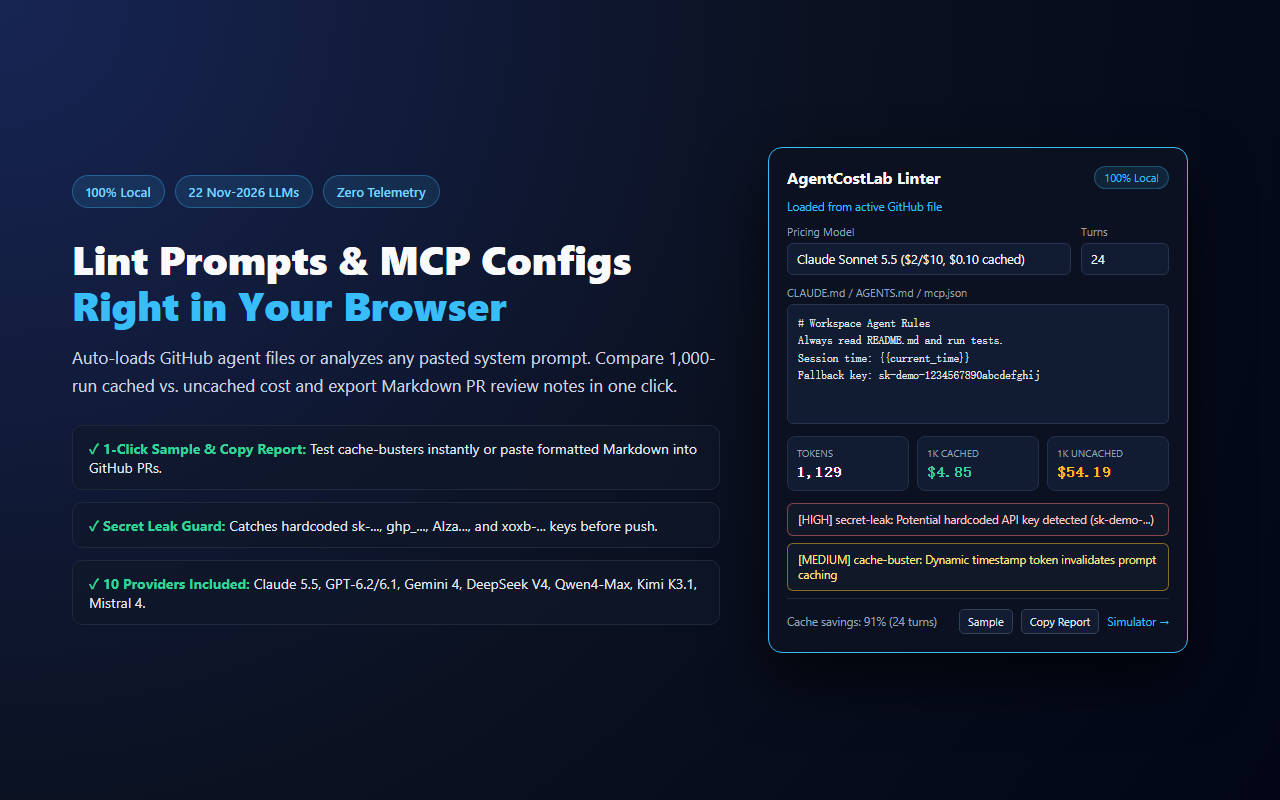 100% Local
22 Nov-2026 LLMs
Zero Telemetry
Lint Prompts & MCP Configs
Right in Your Browser
Auto-loads GitHub agent files or analyzes any pasted system prompt. Compare 1,000-
run cached vs. uncached cost and export Markdown PR review notes in one click.
✓ 1-Click Sample & Copy Report: Test cache-busters instantly or paste formatted Markdown into
GitHub PRs.
✓ Secret Leak Guard: Catches hardcoded sk-..., ghp_..., AIza..., and xoxb-... keys before push.
✓ 10 Providers Included: Claude 5.5, GPT-6.2/6.1, Gemini 4, DeepSeek V4, Qwen4-Max, Kimi K3.1,
Mistral 4.
AgentCostLab Linter
100% Local
Loaded from active GitHub file
Pricing Model
Turns
Claude Sonnet 5.5 ($2/$10, $0.10 cached)
24
CLAUDE.md / AGENTS.md / mcp.json
# Workspace Agent Rules
Always read README.md and run tests.
Session time: {{current_time}}
Fallback key: sk-demo-1234567890abcdefghij
TOKENS
1,129
1K CACHED
$4.85
1K UNCACHED
$54.19
[HIGH] secret-leak: Potential hardcoded API key detected (sk-demo-...)
[MEDIUM] cache-buster: Dynamic timestamp token invalidates prompt
caching
Cache savings: 91% (24 turns)
Sample
Copy Report
Simulator →